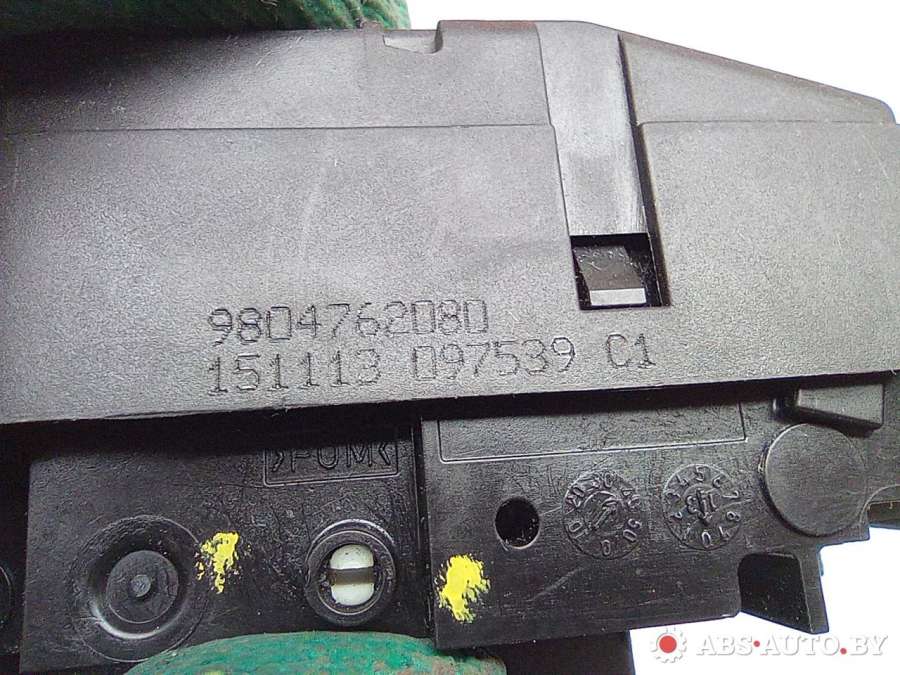 9804762080
151113 097539 C1
>POM<
ABS-AUTO.BY